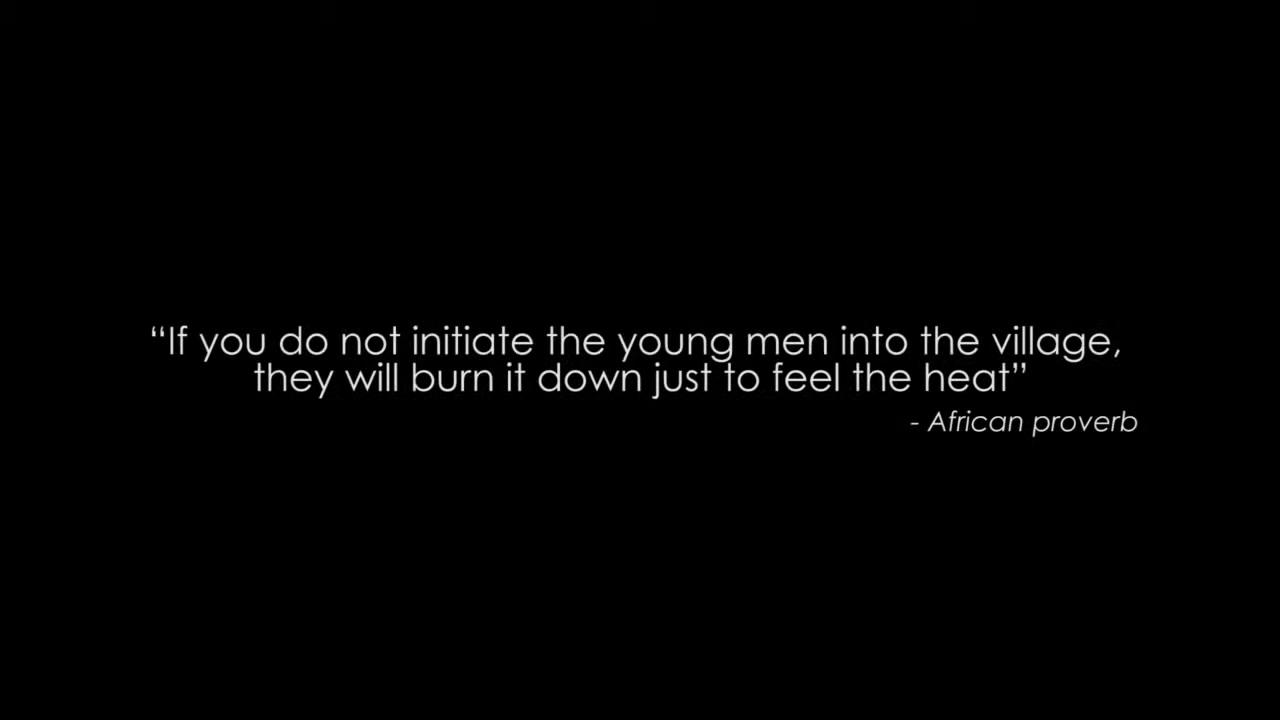 “If you do not initiate the young men into the village,
they will burn it down just to feel the heat”
- African proverb